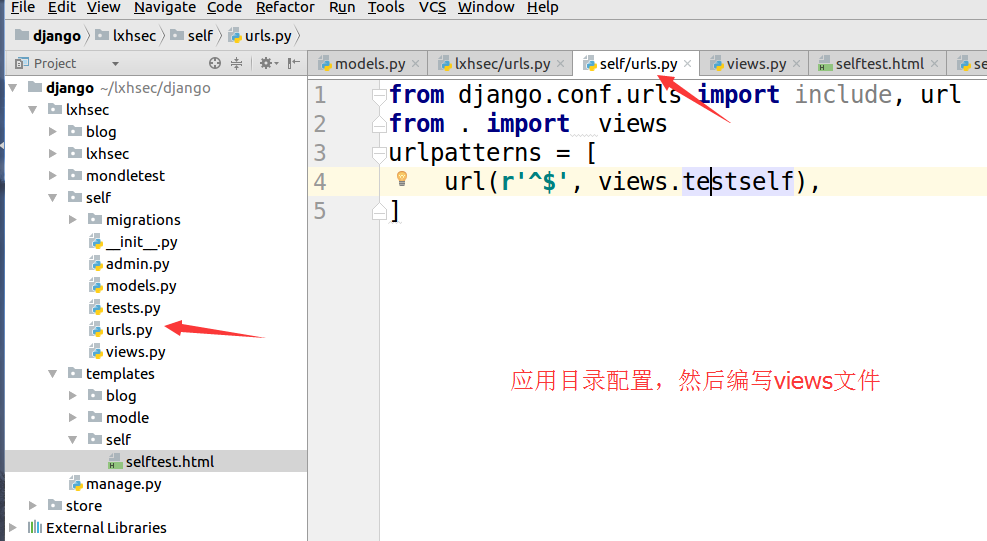 File Edit View Navigate Code Refactor Run Tools VCS Window Help
django lxhsec self urls.py
Project
models.py lxhsec/urls.py self/urls.py views.py selftest.html se
django ~/lxhsec/django
lxhsec
blog
lxhsec
mondletest
self
migrations
__init__.py
admin.py
models.py
tests.py
urls.py
views.py
templates
blog
modle
self
selftest.html
manage.py
store
External Libraries
1 from django.conf.urls import include, url
2 from . import  views
3 urlpatterns = [
4     url(r'^$', views.testself),
5 ]
应用目录配置，然后编写views文件